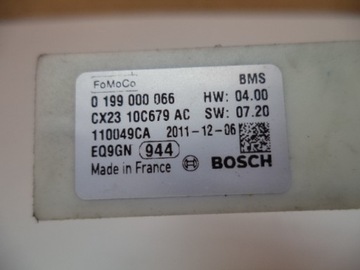 FoMoCo BMS
0 199 000 066 HW: 04.00
CX23 10C679 AC SW: 07.20
110049CA 2011-12-06
EQ9GN 944
Made in France BOSCH